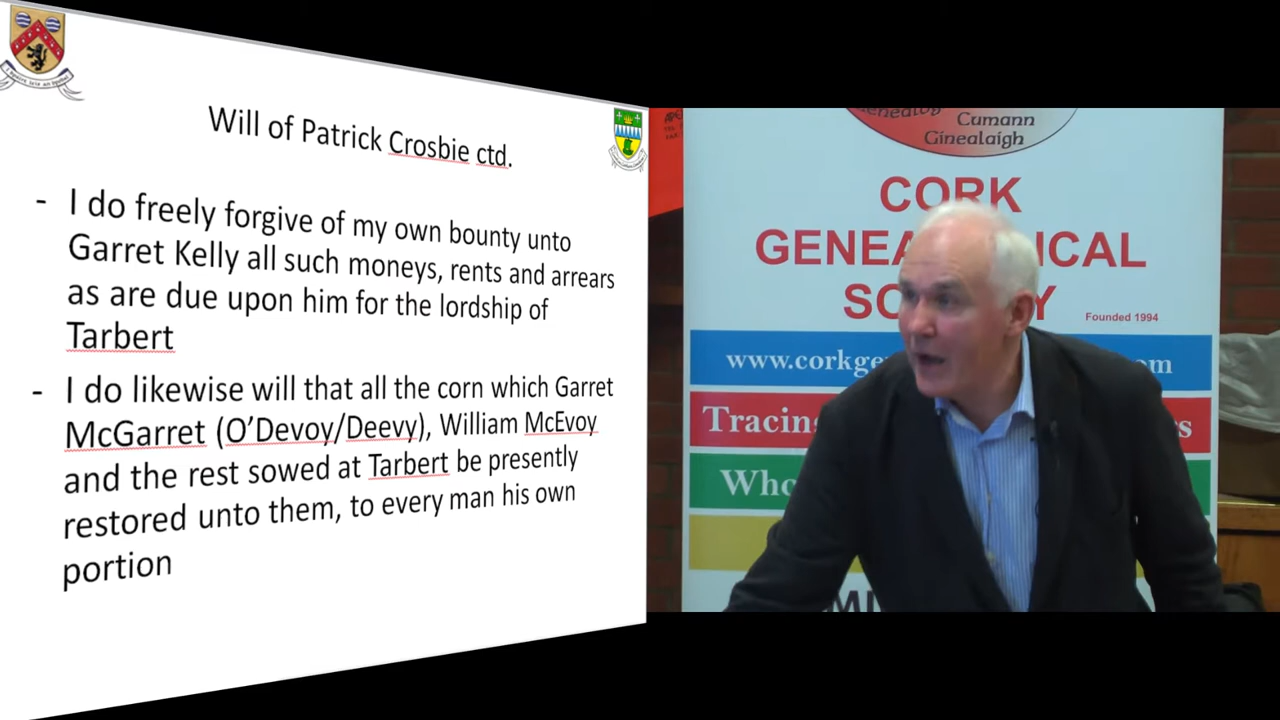 Will of Patrick Crosbie ctd.
- I do freely forgive of my own bounty unto
Garret Kelly all such moneys, rents and arrears
as are due upon him for the lordship of
Tarbert
- I do likewise will that all the corn which Garret
McGarret (O'Devoy/Deevy), William McEvoy
and the rest sowed at Tarbert be presently
restored unto them, to every man his own
portion
Cumann
Ginealaigh
CORK
GENEA ICAL
SO Y
Founded 1994
www.corkge om
Tracing s
Who